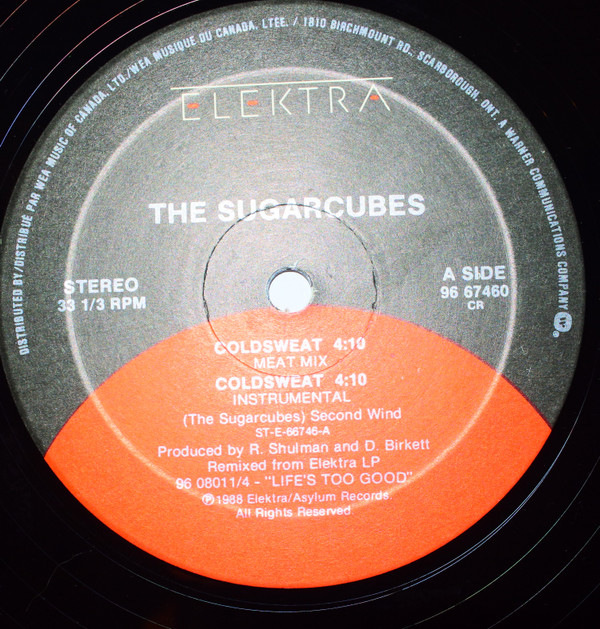 DISTRIBUTED BY/DISTRIBUÉ PAR WEA MUSIC OF CANADA, LTD./WEA MUSIQUE DU CANADA, LTEE. / 1810 BIRCHMOUNT RD., SCARBOROUGH, ONT. A WARNER COMMUNICATIONS COMPANY
ELEKTRA
THE SUGARCUBES
STEREO
33 1/3 RPM
A SIDE
96 67460
CR
COLDSWEAT 4:10
MEAT MIX
COLDSWEAT 4:10
INSTRUMENTAL
(The Sugarcubes) Second Wind
ST-E-66746-A
Produced by R. Shulman and D. Birkett
Remixed from Elektra LP
96 08011/4 - "LIFE'S TOO GOOD"
℗1988 Elektra/Asylum Records.
All Rights Reserved.